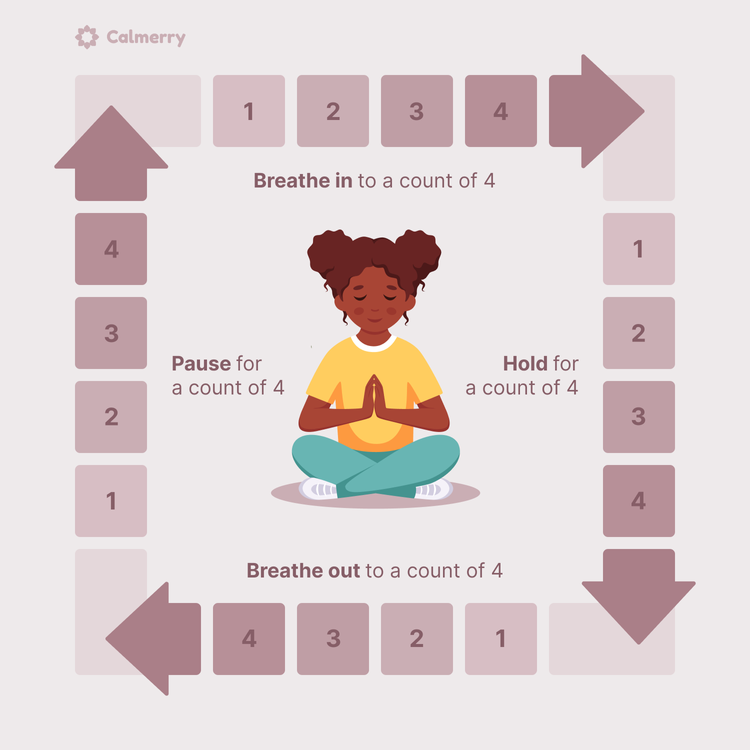 Calmerry
1 2 3 4
Breathe in to a count of 4
4
3
2
1
Pause for
a count of 4
Hold for
a count of 4
1
2
3
4
Breathe out to a count of 4
4 3 2 1